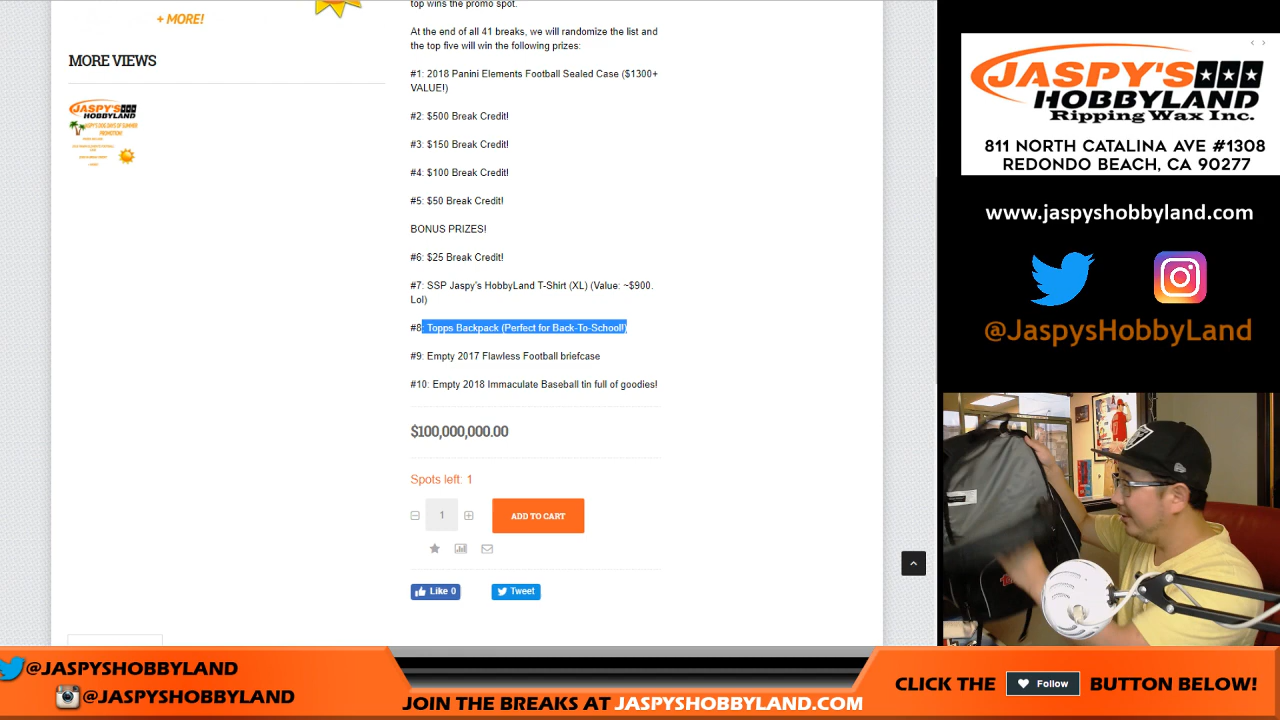 top wins the promo spot.
+ MORE!
At the end of all 41 breaks, we will randomize the list and
the top five will win the following prizes:
MORE VIEWS
#1: 2018 Panini Elements Football Sealed Case ($1300+
VALUE!)
#2: $500 Break Credit!
#3: $150 Break Credit!
#4: $100 Break Credit!
#5: $50 Break Credit!
BONUS PRIZES!
#6: $25 Break Credit!
#7: SSP Jaspy's HobbyLand T-Shirt (XL) (Value: ~$900.
Lol)
#8: Topps Backpack (Perfect for Back-To-School!)
#9: Empty 2017 Flawless Football briefcase
#10: Empty 2018 Immaculate Baseball tin full of goodies!
$100,000,000.00
Spots left: 1
1
ADD TO CART
Like 0
Tweet
JASPY'S
HOBBYLAND
JASPY'S
HOBBYLAND
Ripping Wax Inc.
811 NORTH CATALINA AVE #1308
REDONDO BEACH, CA 90277
www.jaspyshobbyland.com
@JaspysHobbyLand
@JASPYSHOBBYLAND
@JASPYSHOBBYLAND
JOIN THE BREAKS AT JASPYSHOBBYLAND.COM
CLICK THE Follow BUTTON BELOW!